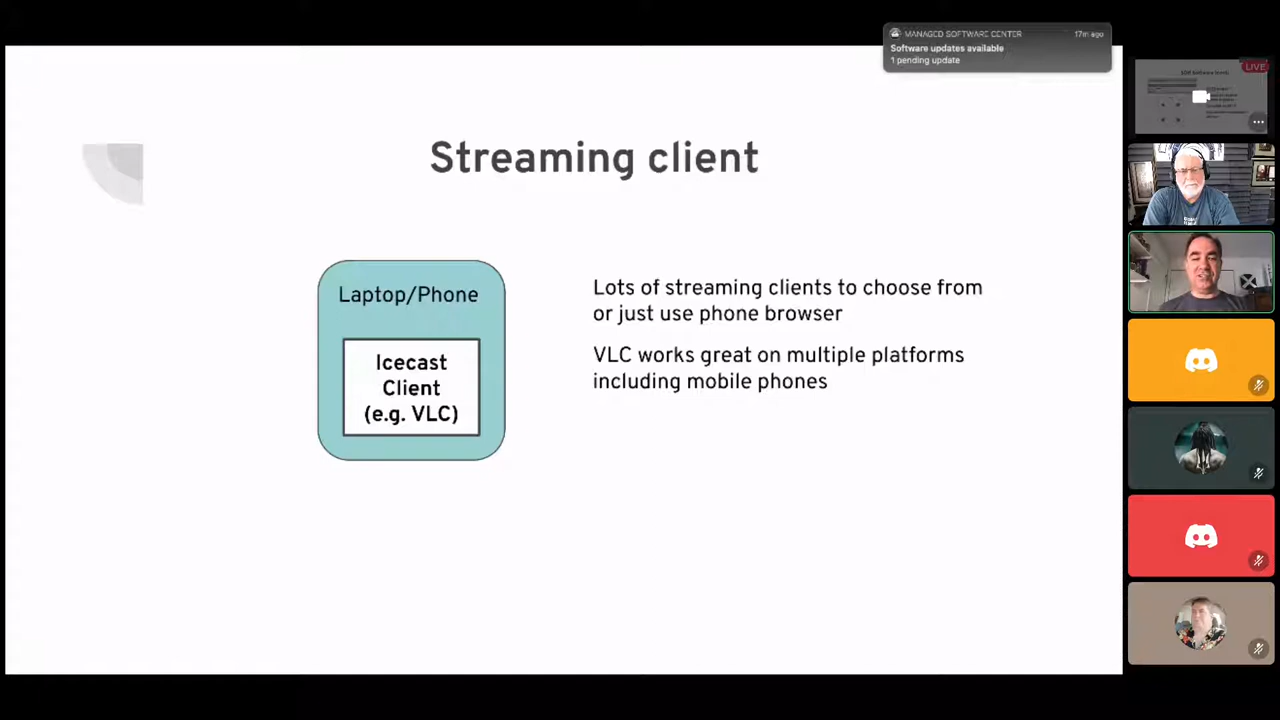 MANAGED SOFTWARE CENTER
17m ago
Software updates available
1 pending update
LIVE
Streaming client
Laptop/Phone
Icecast
Client
(e.g. VLC)
Lots of streaming clients to choose from
or just use phone browser
VLC works great on multiple platforms
including mobile phones